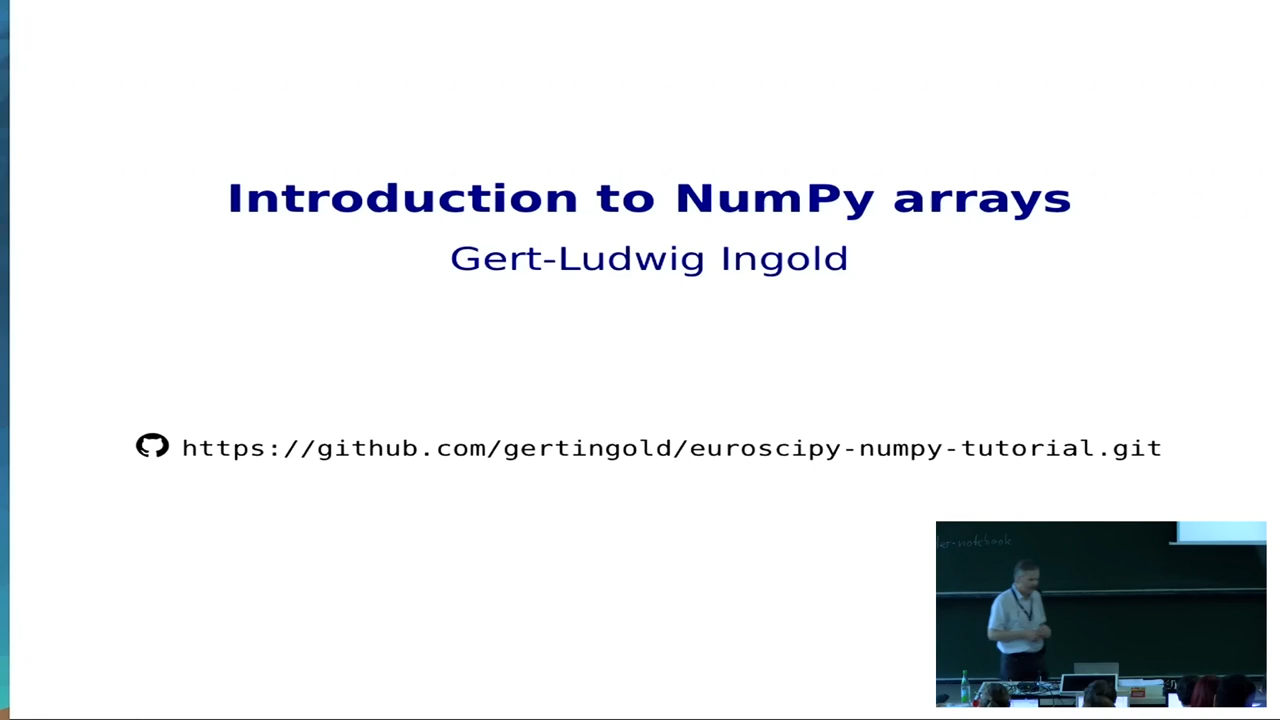 Introduction to NumPy arrays
Gert-Ludwig Ingold
https://github.com/gertingold/euroscipy-numpy-tutorial.git